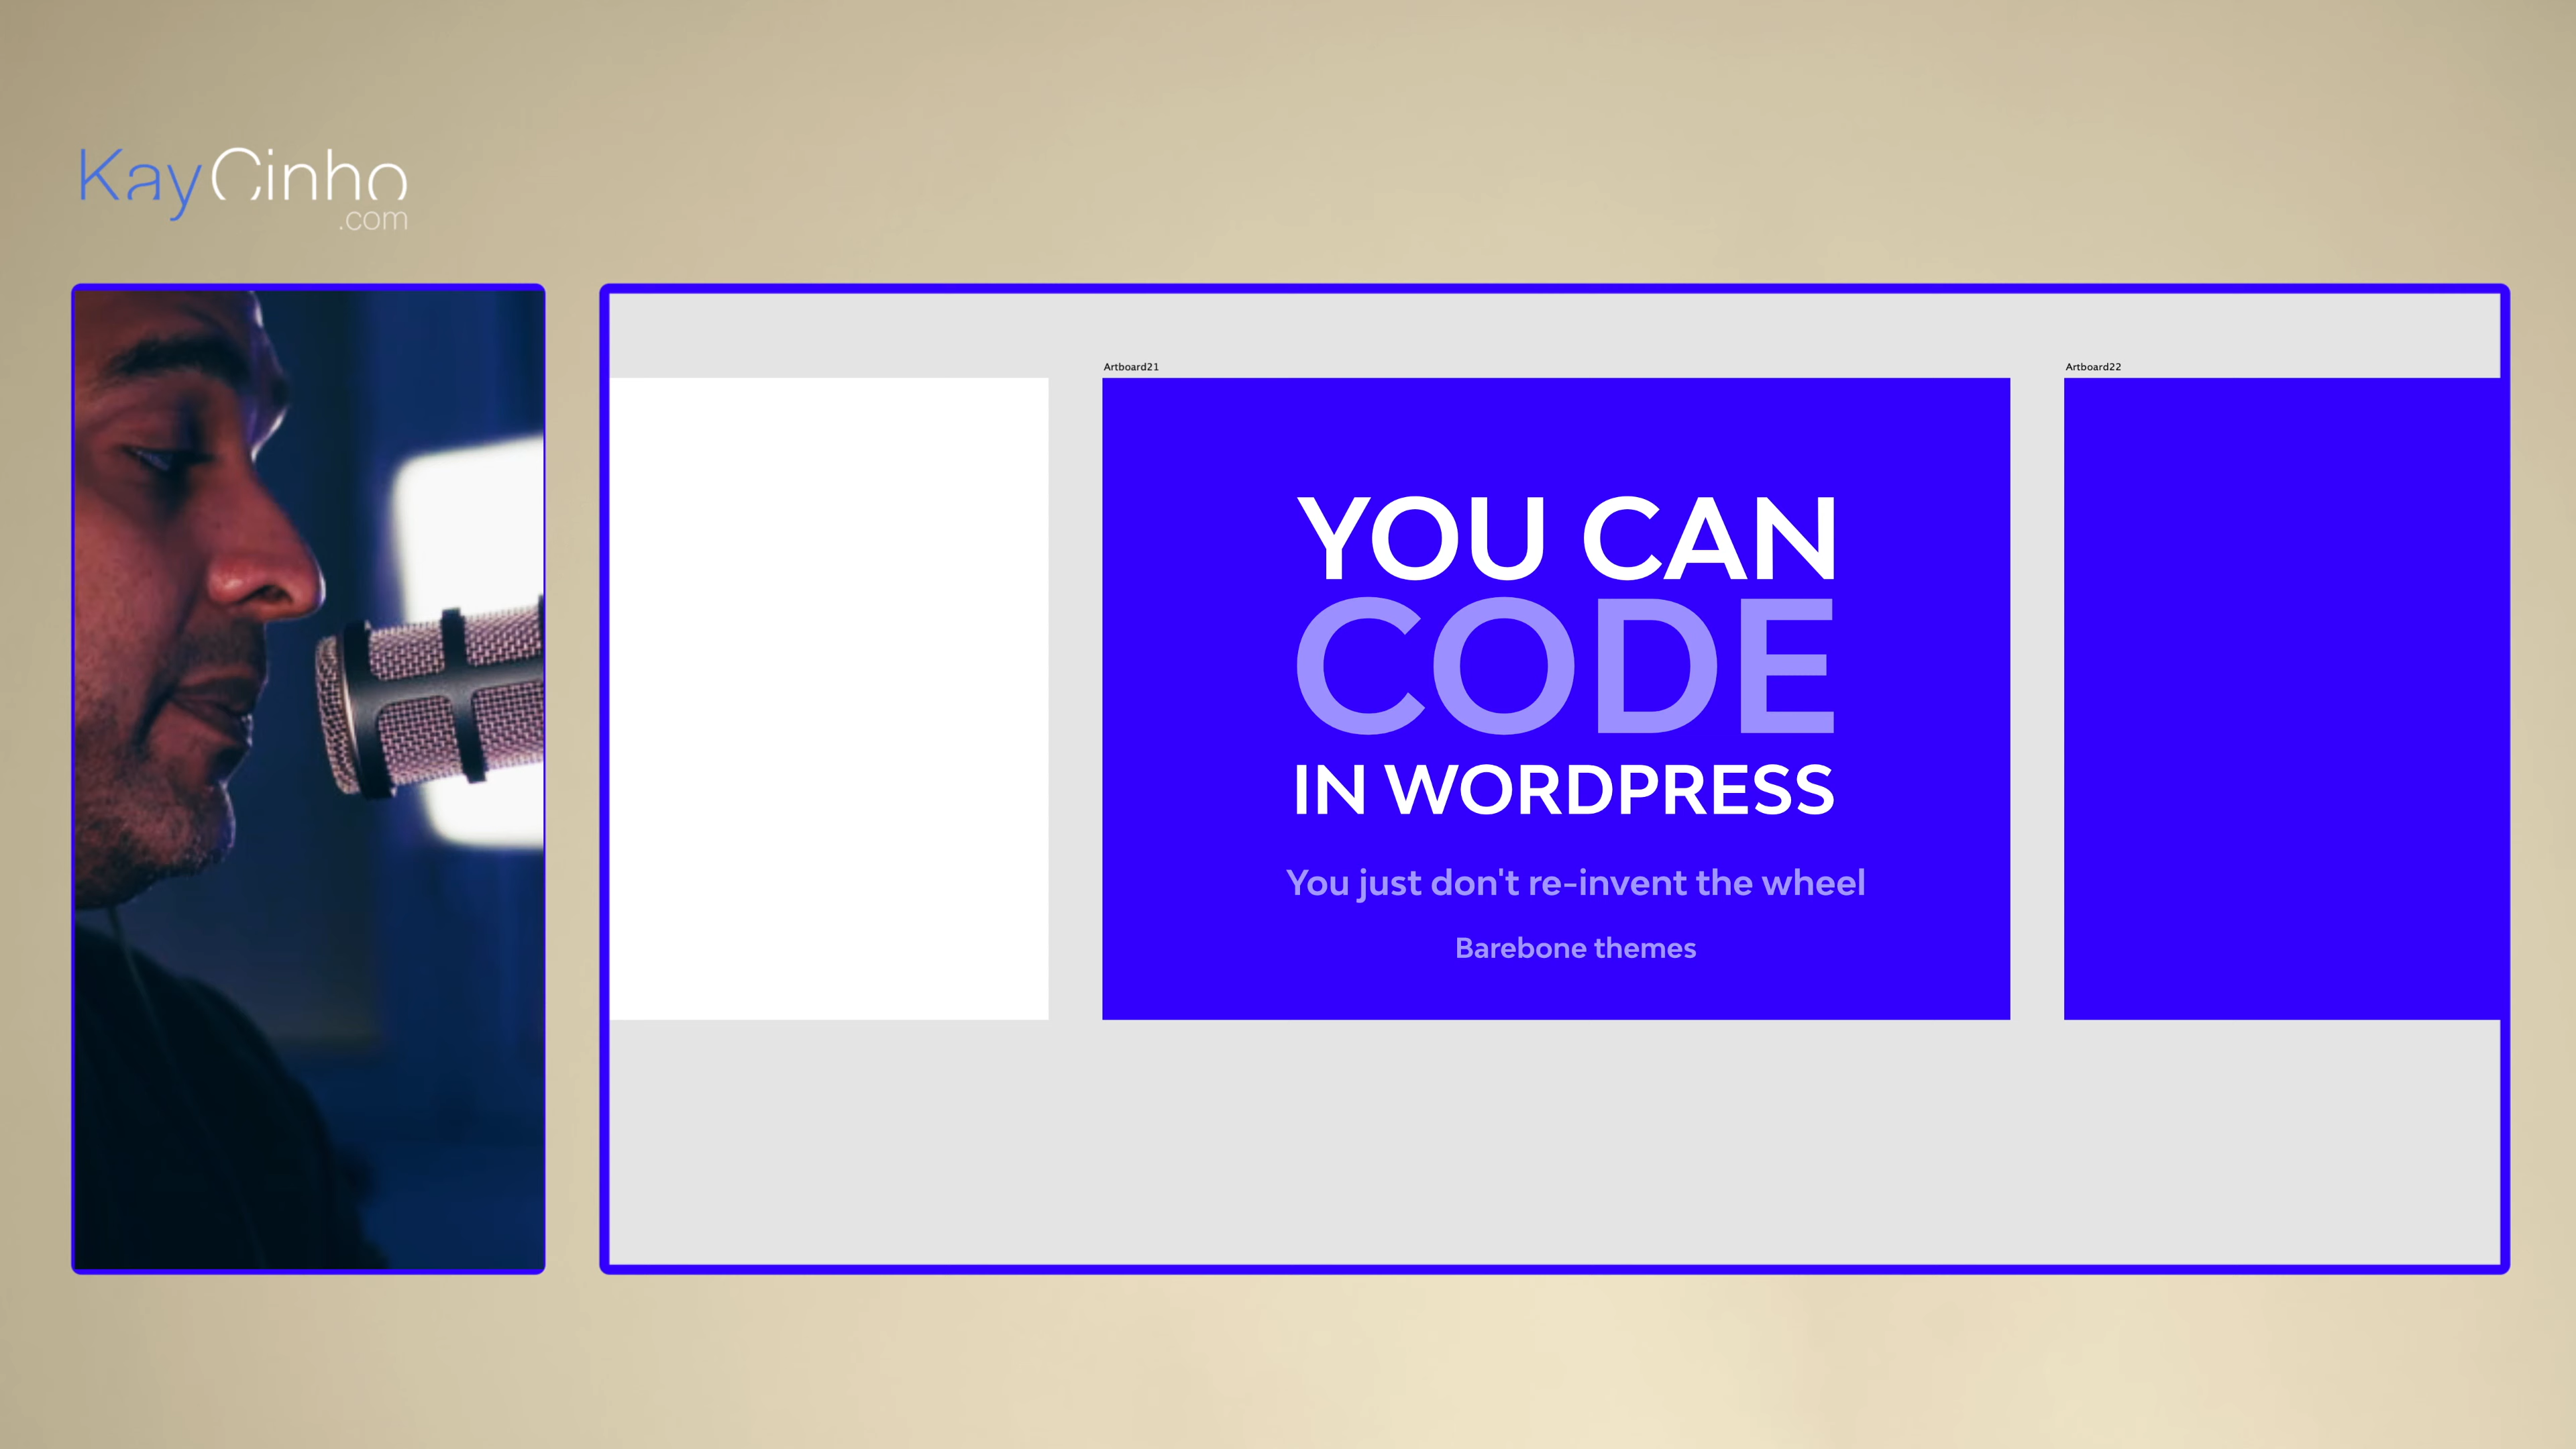 KayCinho
.com
Artboard21
Artboard22
YOU CAN
CODE
IN WORDPRESS
You just don't re-invent the wheel
Barebone themes